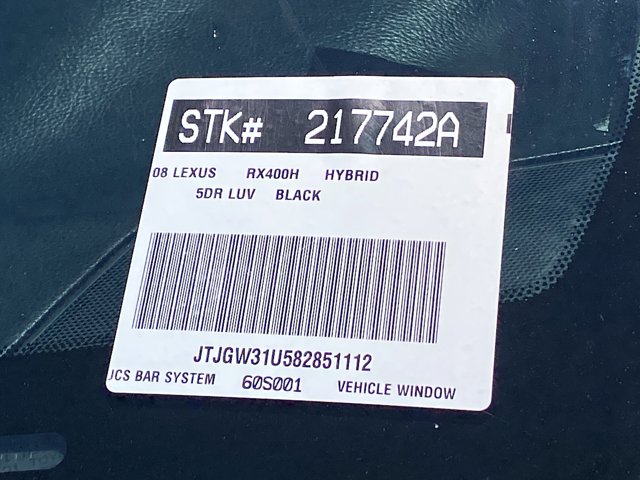 STK# 217742A
08 LEXUS RX400H HYBRID
5DR LUV BLACK
JTJGW31U582851112
JCS BAR SYSTEM 60S001 VEHICLE WINDOW